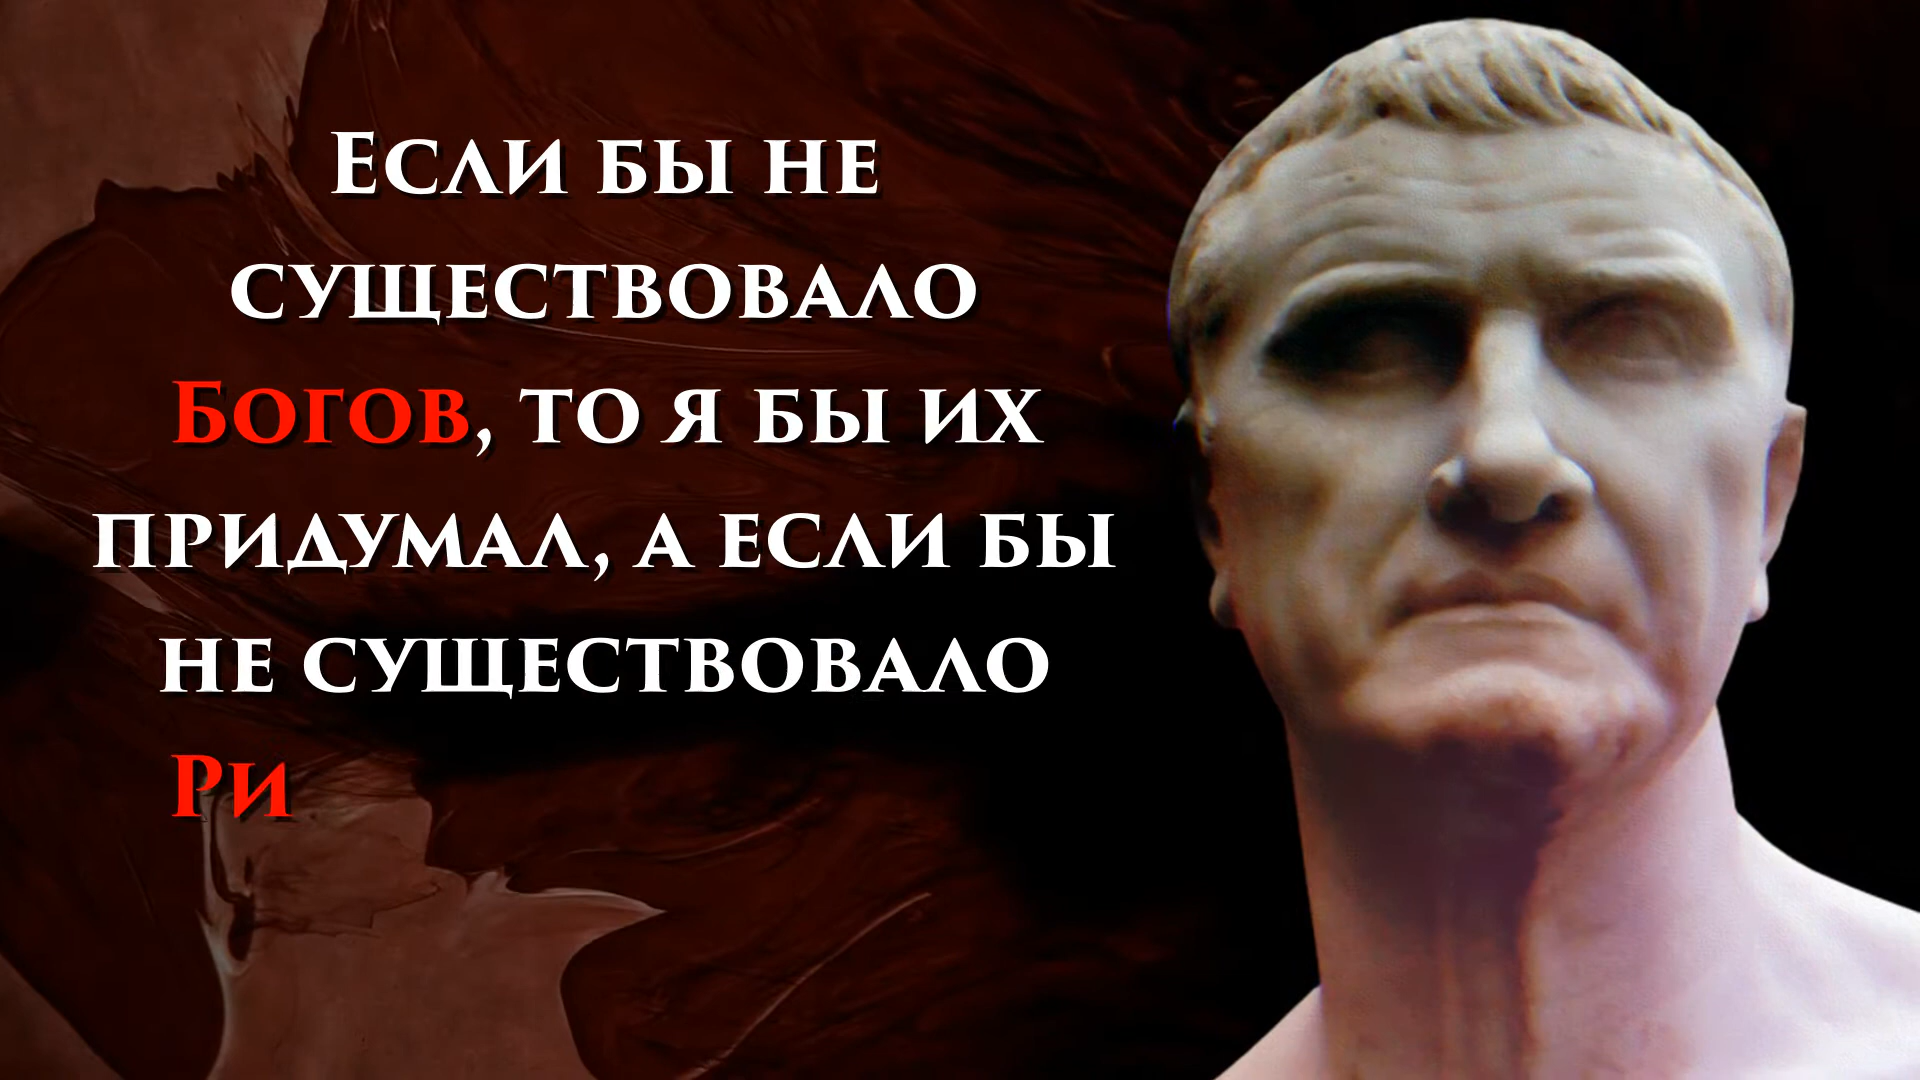 Если бы не
существовало
Богов, то я бы их
придумал, а если бы
не существовало
Ри